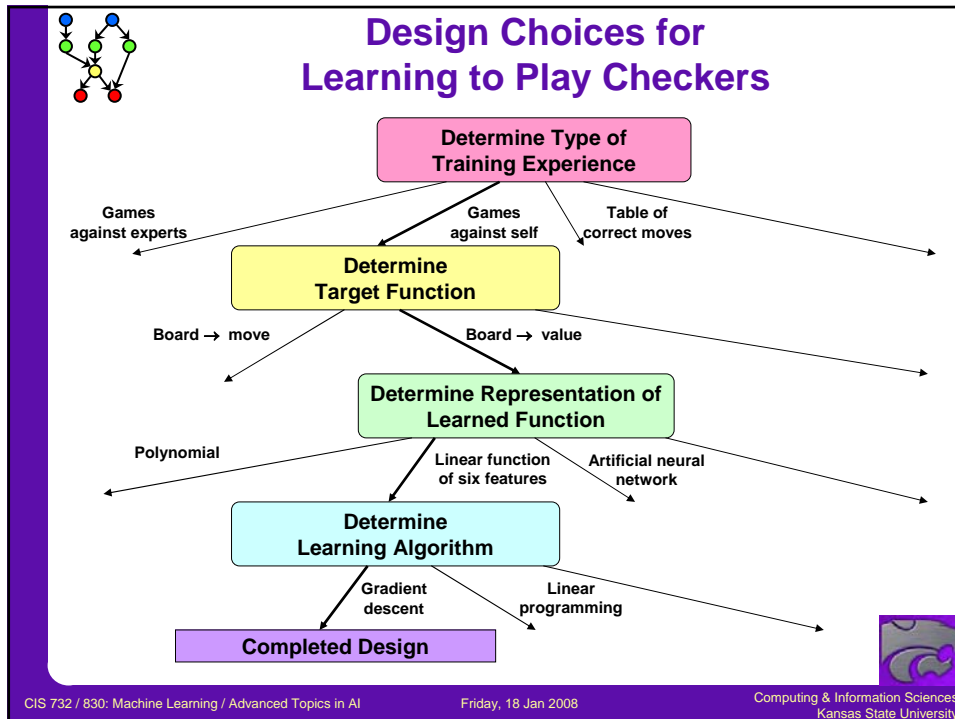 Design Choices for
Learning to Play Checkers
Determine Type of
Training Experience
Games
against experts
Games
against self
Table of
correct moves
Determine
Target Function
Board → move
Board → value
Determine Representation of
Learned Function
Polynomial
Linear function
of six features
Artificial neural
network
Determine
Learning Algorithm
Gradient
descent
Linear
programming
Completed Design
CIS 732 / 830: Machine Learning / Advanced Topics in AI
Friday, 18 Jan 2008
Computing & Information Sciences
Kansas State University